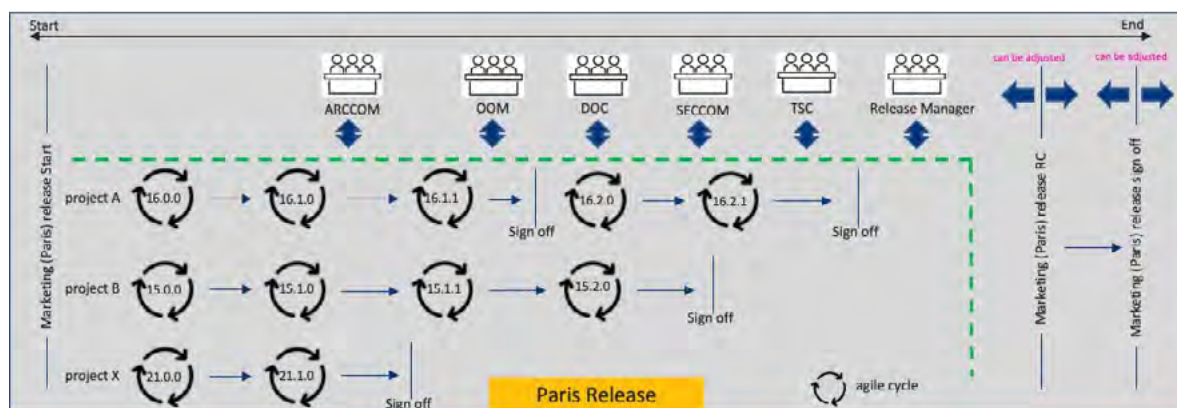 Start
End
can be adjusted
can be adjusted
ARCCOM
OOM
DOC
SECCOM
TSC
Release Manager
Marketing (Paris) release Start
project A
16.0.0
16.1.0
16.1.1
Sign off
16.2.0
16.2.1
Sign off
project B
15.0.0
15.1.0
15.1.1
15.2.0
Sign off
project X
21.0.0
21.1.0
Sign off
Marketing (Paris) release RC
Marketing (Paris) release sign off
Paris Release
agile cycle